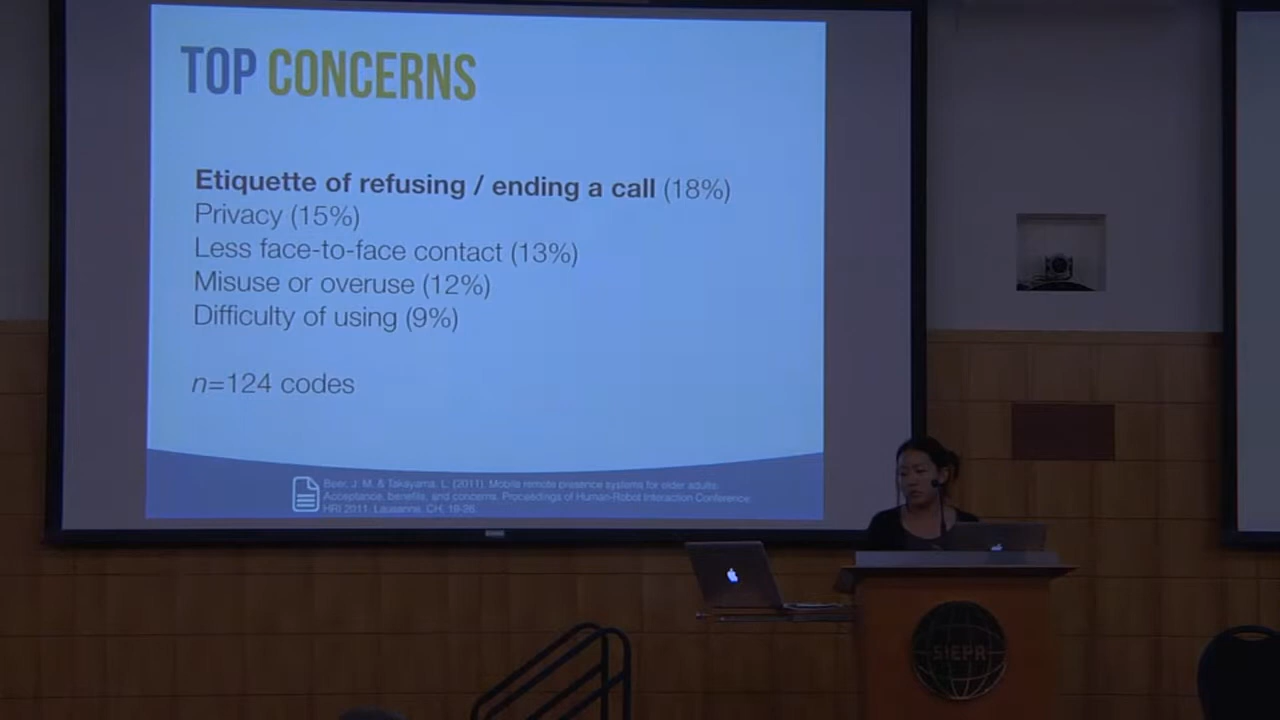 TOP CONCERNS
Etiquette of refusing / ending a call (18%)
Privacy (15%)
Less face-to-face contact (13%)
Misuse or overuse (12%)
Difficulty of using (9%)
n=124 codes
Beer, J. M. & Takayama, L. (2011). Mobile remote presence systems for older adults:
Acceptance, benefits, and concerns. Proceedings of Human-Robot Interaction Conference:
HRI 2011. Lausanne, CH, 19-26.
SIEPR